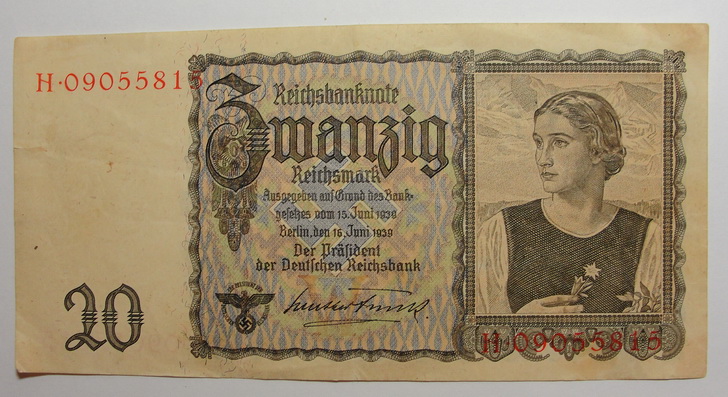 H·09055815
Reichsbanknote
Zwanzig
Reichsmark
Ausgegeben auf Grund des Bank-
gesetzes vom 15. Juni 1939
Berlin, den 16. Juni 1939
Der Präsident
der Deutschen Reichsbank
20
H·09055815